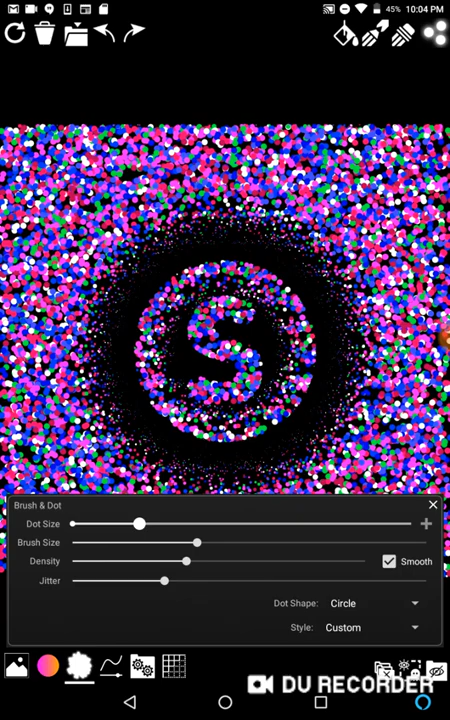 45% 10:04 PM
S
Brush & Dot
Dot Size
Brush Size
Density
Smooth
Jitter
Dot Shape: Circle
Style: Custom
DU RECORDER